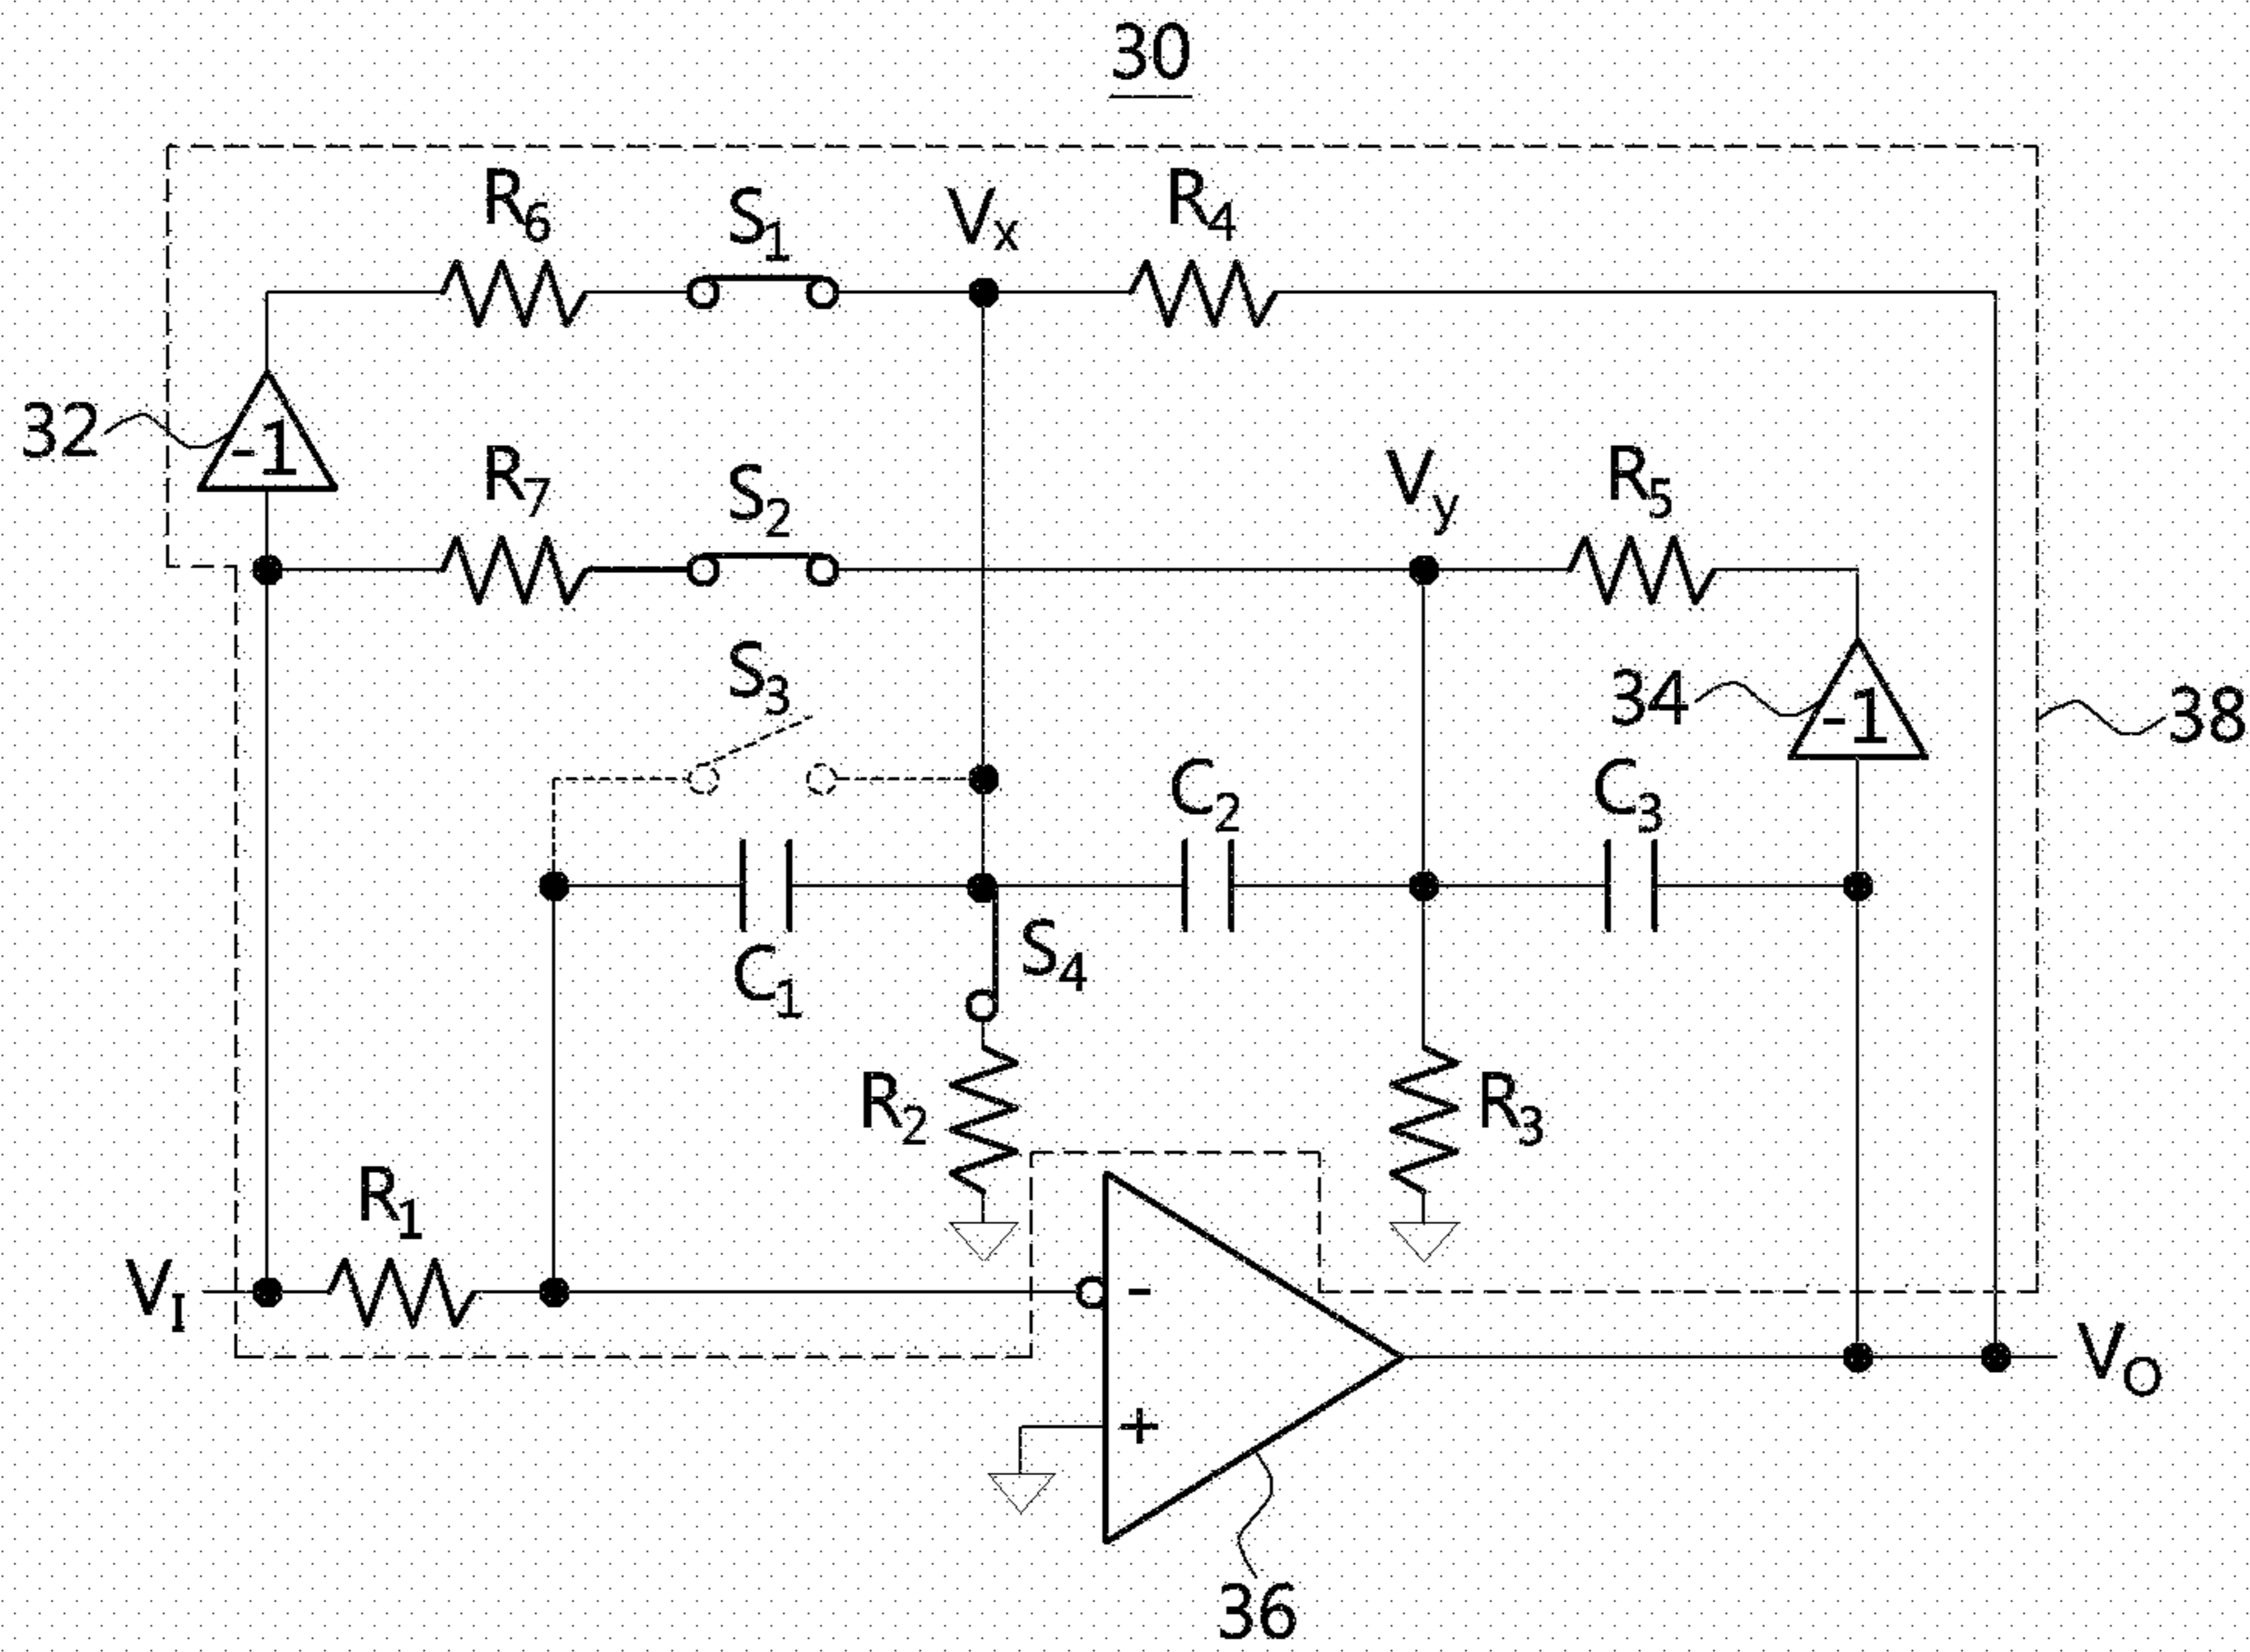 30
R6 S1 Vx R4
32 -1 R7 S2 Vy R5
S3 34 -1 38
C2 C3
C1 S4
R2 R3
R1
VI - VO
+
36